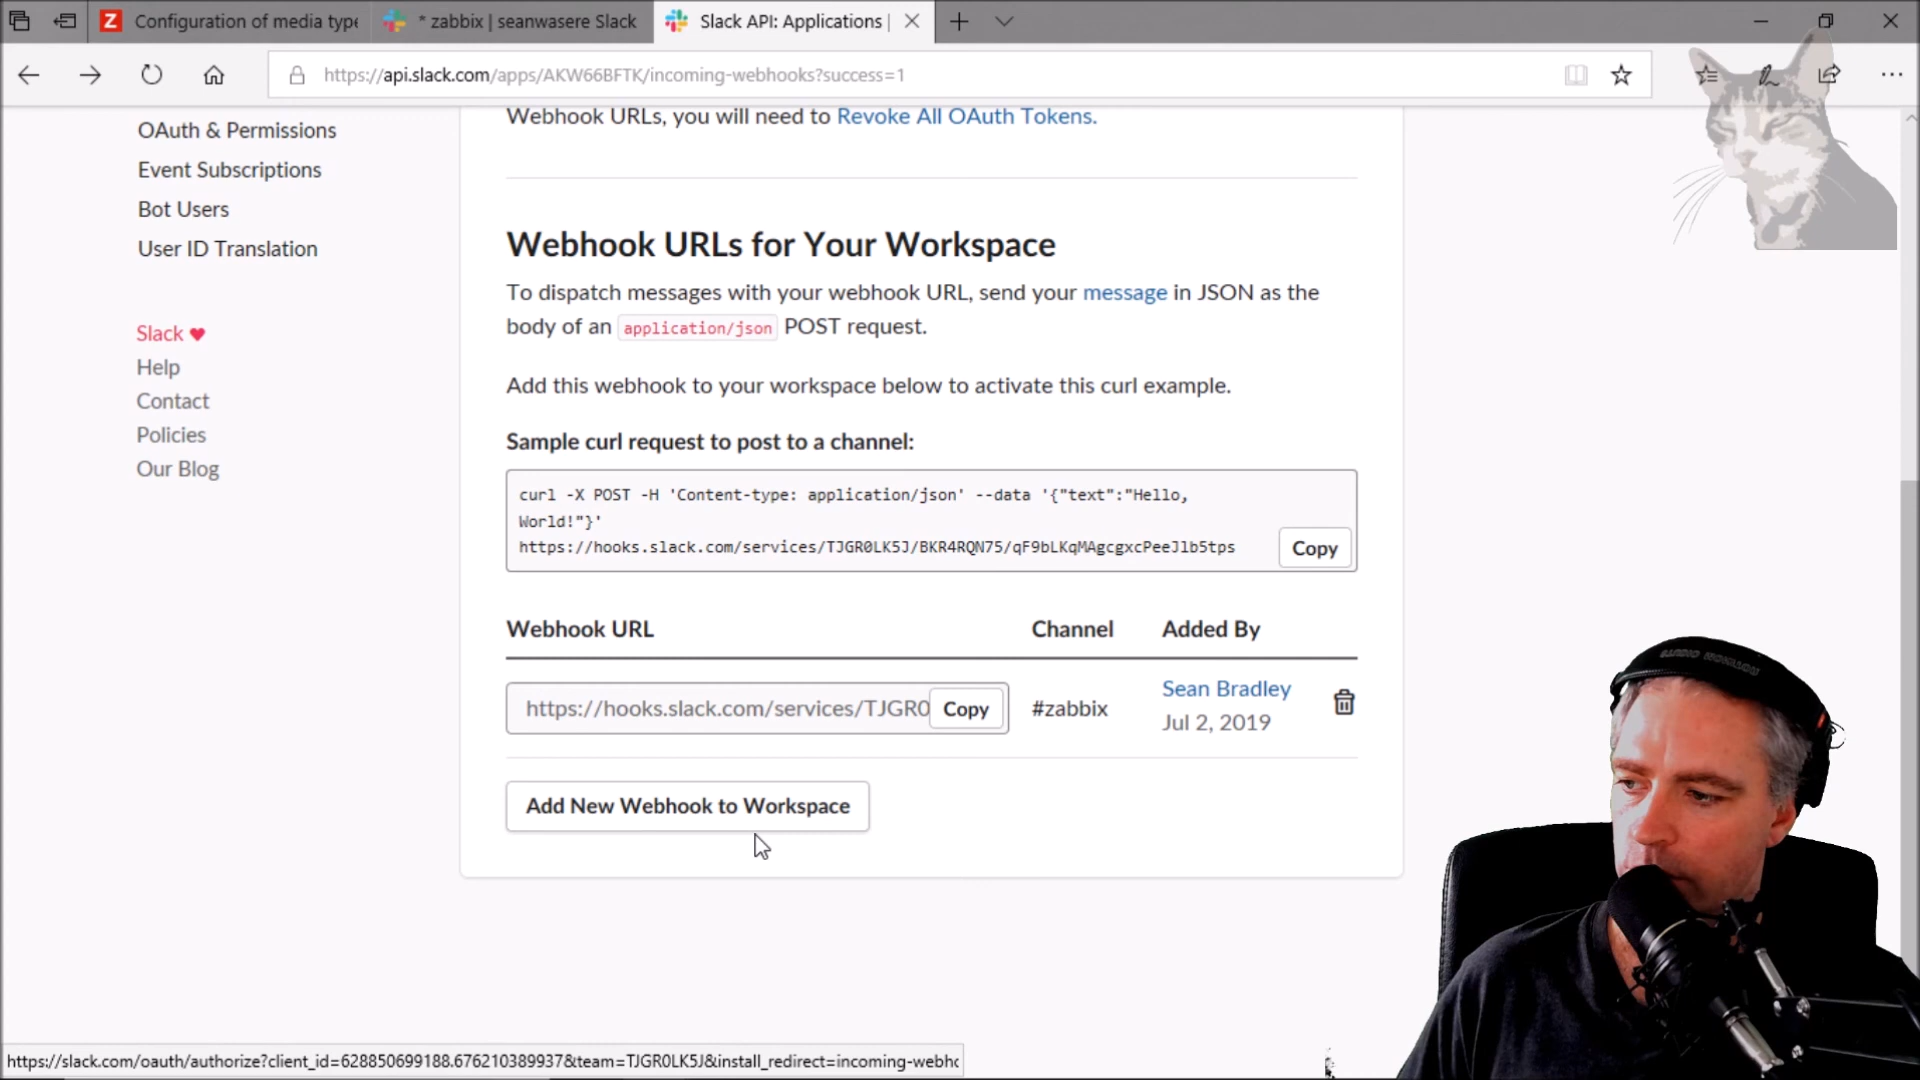 Configuration of media type
* zabbix | seanwasere Slack
Slack API: Applications |
https://api.slack.com/apps/AKW66BFTK/incoming-webhooks?success=1
OAuth & Permissions
Event Subscriptions
Bot Users
User ID Translation
Slack
Help
Contact
Policies
Our Blog
Webhook URLs, you will need to Revoke All OAuth Tokens.
Webhook URLs for Your Workspace
To dispatch messages with your webhook URL, send your message in JSON as the
body of an application/json POST request.
Add this webhook to your workspace below to activate this curl example.
Sample curl request to post to a channel:
curl -X POST -H 'Content-type: application/json' --data '{"text":"Hello,
World!"}'
https://hooks.slack.com/services/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
Copy
Webhook URL Channel Added By
https://hooks.slack.com/services/TJGR0 Copy #zabbix Sean Bradley
Jul 2, 2019
Add New Webhook to Workspace
https://slack.com/oauth/authorize?client_id=628850699188.676210389937&team=TJGR0LK5J&install_redirect=incoming-webho